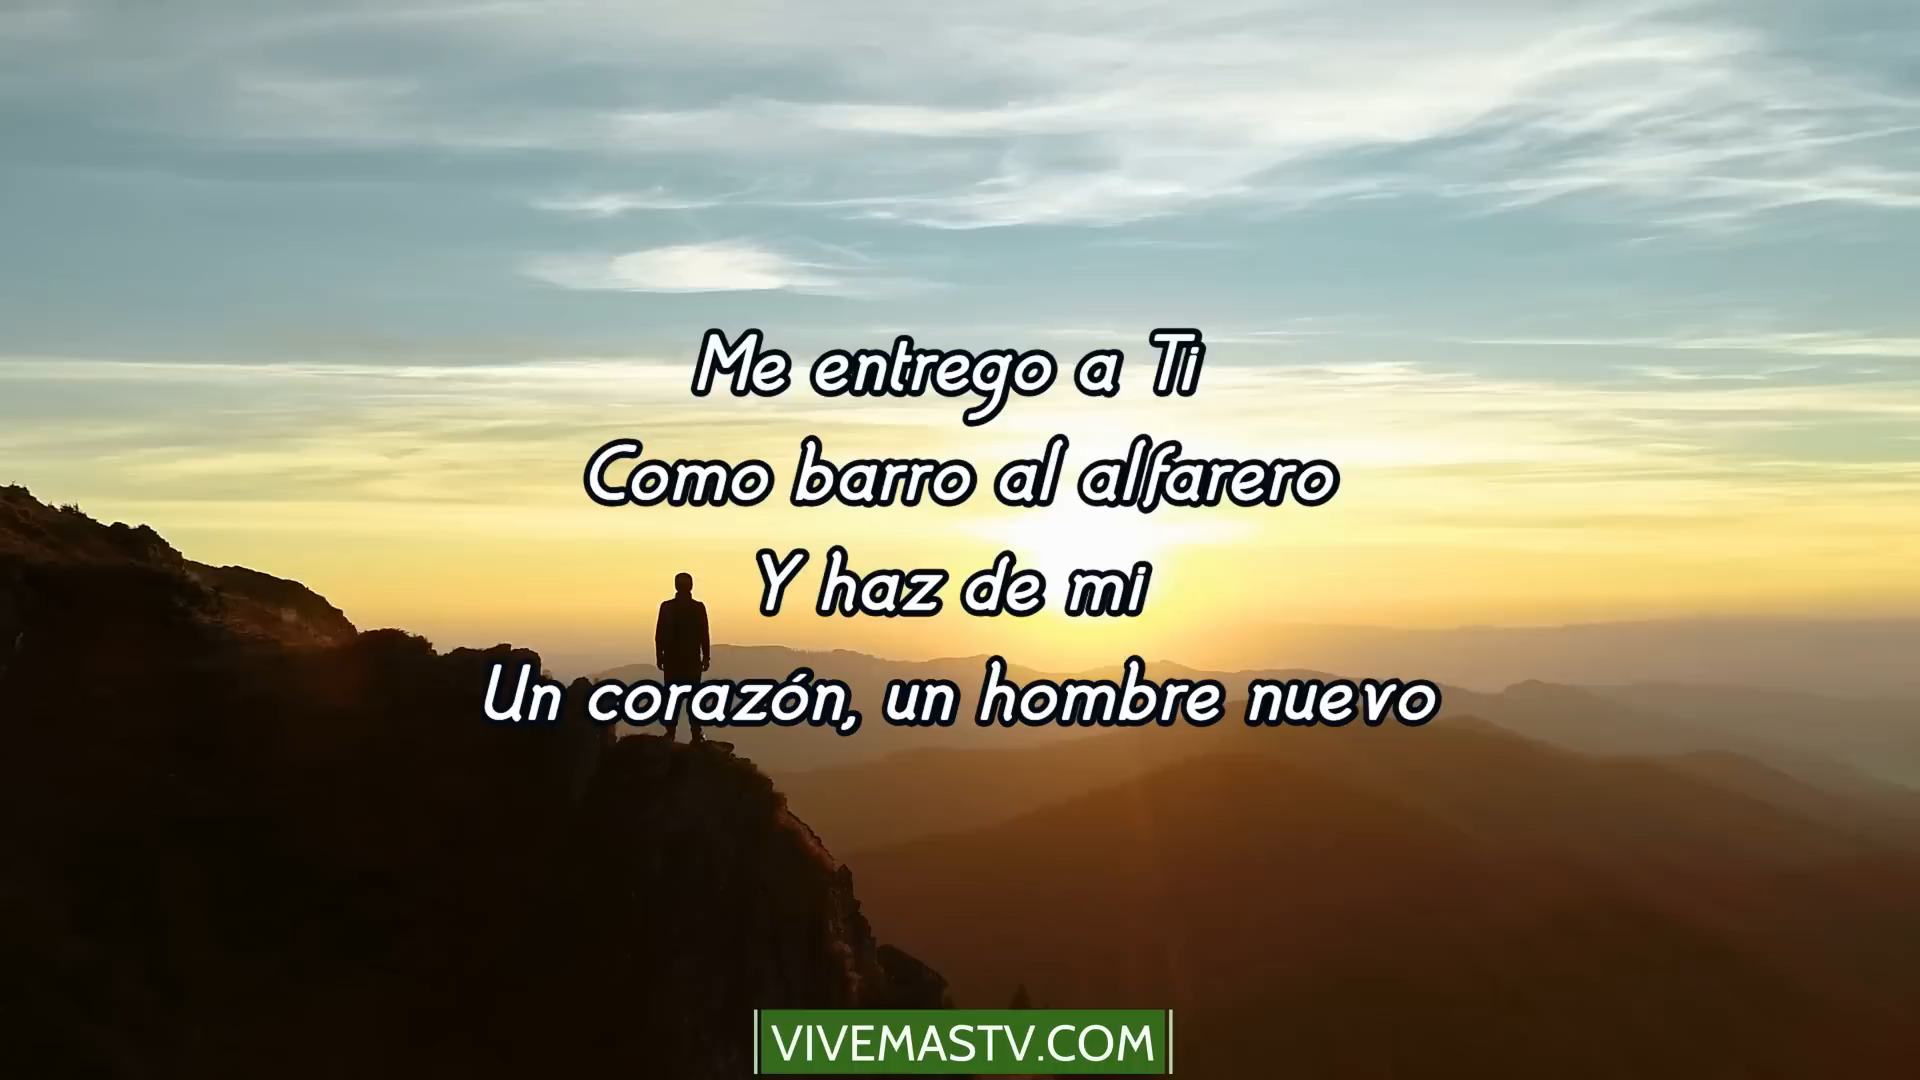 Me entrego a Ti
Como barro al alfarero
Y haz de mi
Un corazón, un hombre nuevo
VIVEMASTV.COM